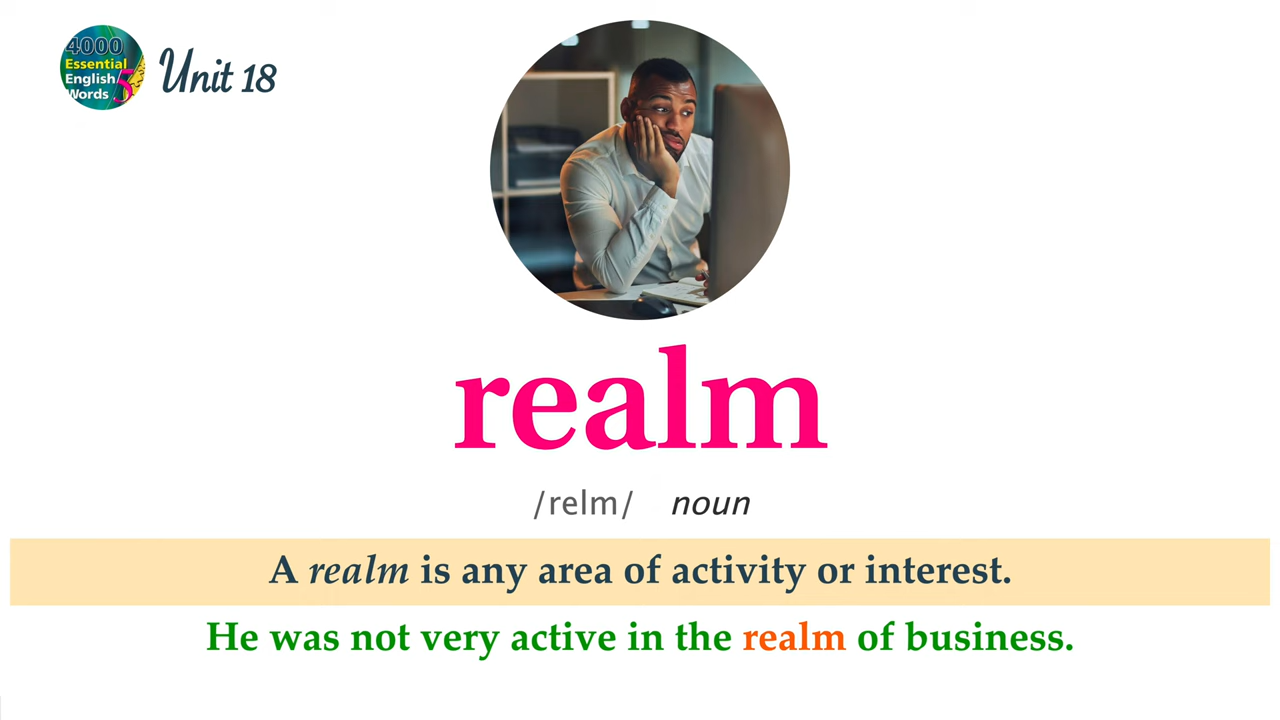 4000
Essential
English
Words 5
Unit 18
realm
/relm/ noun
A realm is any area of activity or interest.
He was not very active in the realm of business.